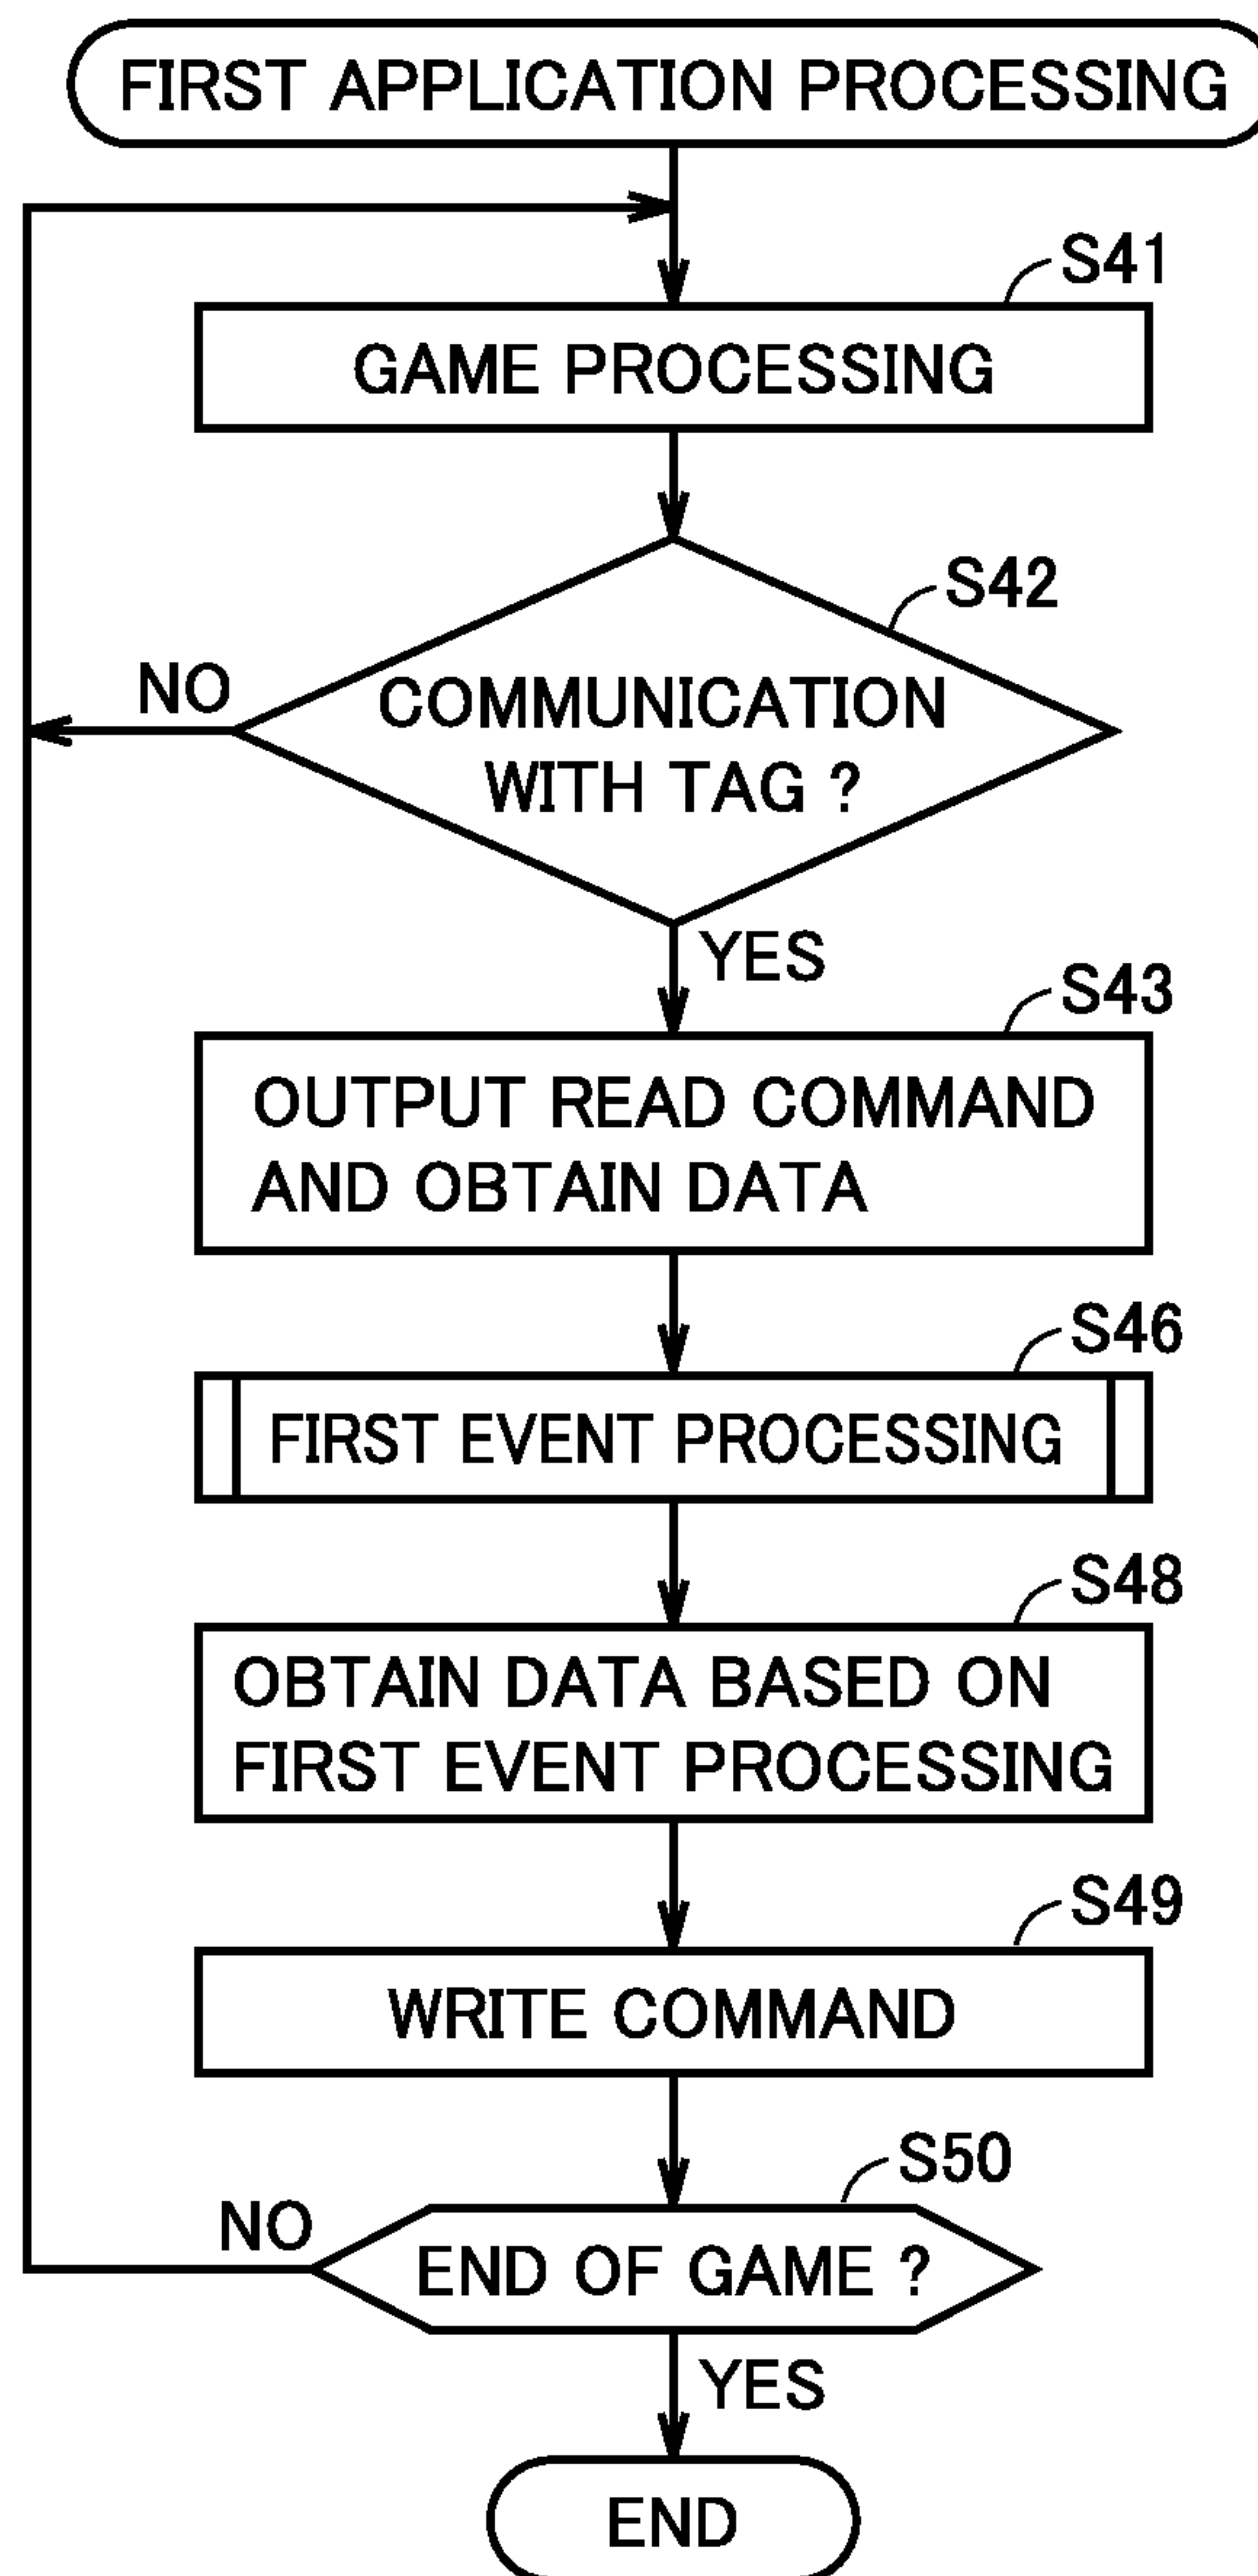 FIRST APPLICATION PROCESSING
S41
GAME PROCESSING
S42
COMMUNICATION
WITH TAG ?
NO
YES
S43
OUTPUT READ COMMAND
AND OBTAIN DATA
S46
FIRST EVENT PROCESSING
S48
OBTAIN DATA BASED ON
FIRST EVENT PROCESSING
S49
WRITE COMMAND
S50
NO
END OF GAME ?
YES
END